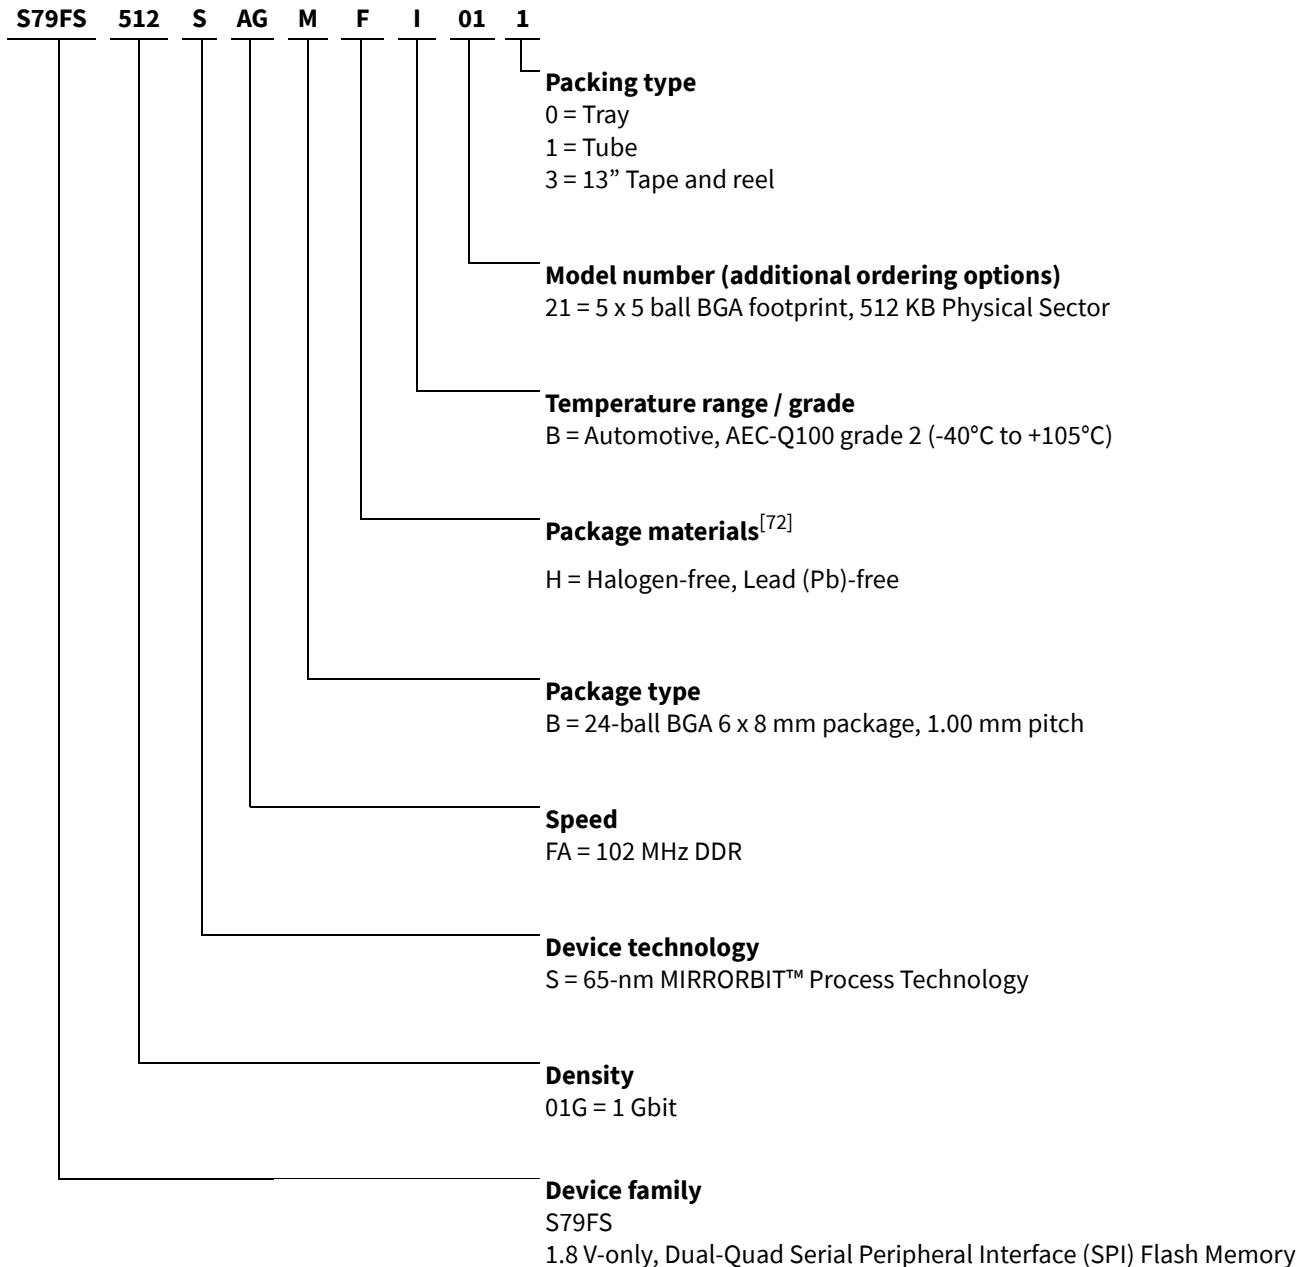 S79FS 512 S AG M F I 01 1
Packing type
0 = Tray
1 = Tube
3 = 13” Tape and reel
Model number (additional ordering options)
21 = 5 x 5 ball BGA footprint, 512 KB Physical Sector
Temperature range / grade
B = Automotive, AEC-Q100 grade 2 (-40°C to +105°C)
Package materials[72]
H = Halogen-free, Lead (Pb)-free
Package type
B = 24-ball BGA 6 x 8 mm package, 1.00 mm pitch
Speed
FA = 102 MHz DDR
Device technology
S = 65-nm MIRRORBIT™ Process Technology
Density
01G = 1 Gbit
Device family
S79FS
1.8 V-only, Dual-Quad Serial Peripheral Interface (SPI) Flash Memory